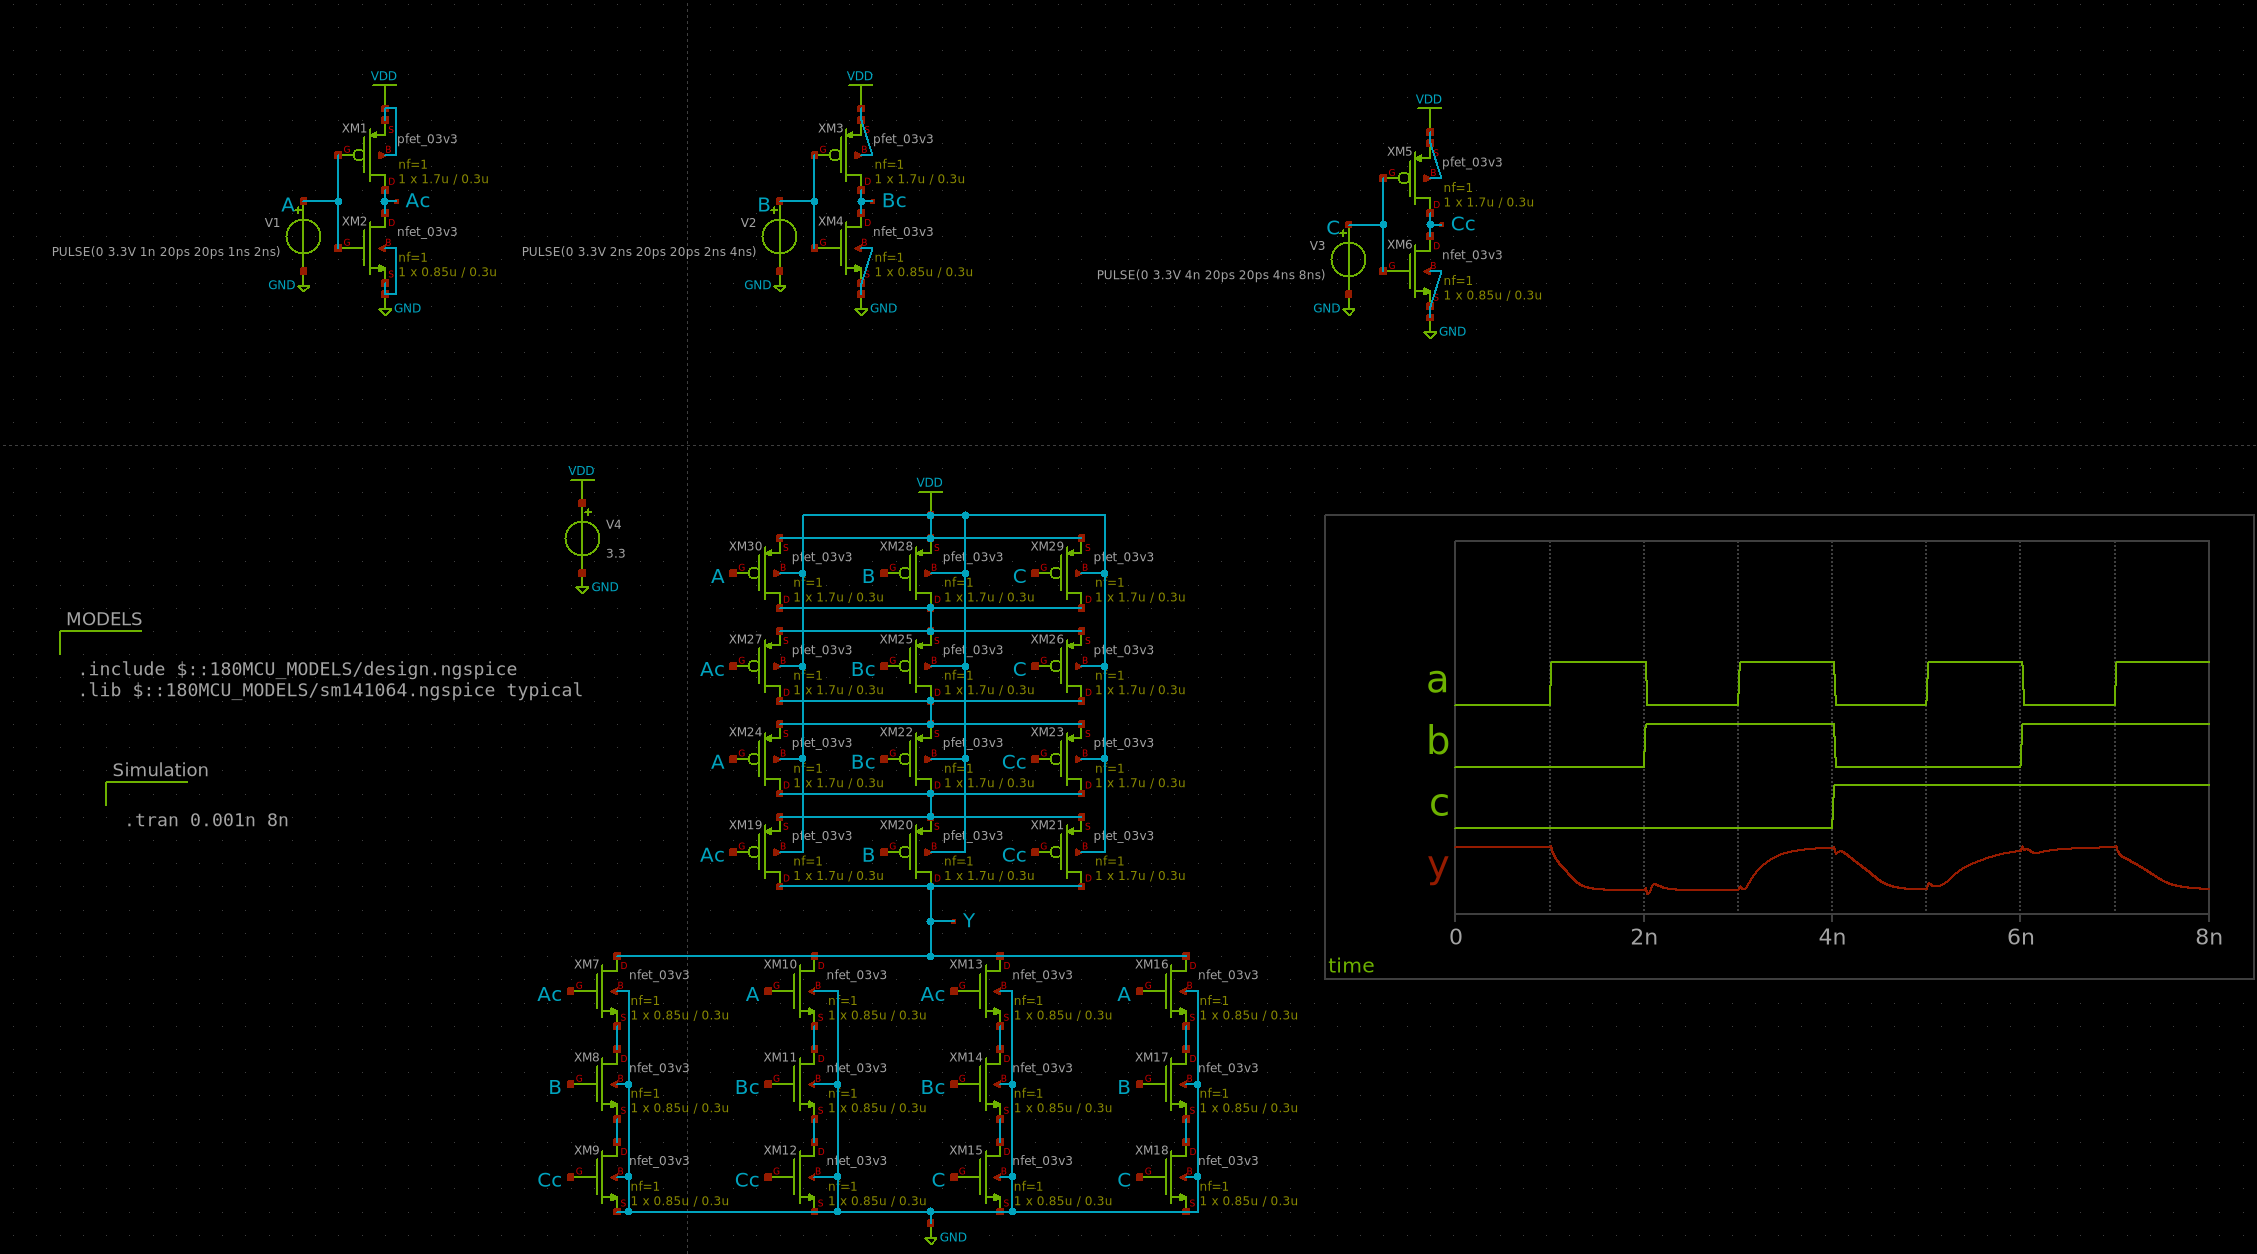 VDD
XM1
pfet_03v3
nf=1
1 x 1.7u / 0.3u
A
Ac
V1
XM2
nfet_03v3
PULSE(0 3.3V 1n 20ps 20ps 1ns 2ns)
nf=1
1 x 0.85u / 0.3u
GND
GND
VDD
XM3
pfet_03v3
nf=1
1 x 1.7u / 0.3u
B
Bc
V2
XM4
nfet_03v3
PULSE(0 3.3V 2ns 20ps 20ps 2ns 4ns)
nf=1
1 x 0.85u / 0.3u
GND
GND
VDD
XM5
pfet_03v3
nf=1
1 x 1.7u / 0.3u
C
Cc
V3
XM6
nfet_03v3
PULSE(0 3.3V 4n 20ps 20ps 4ns 8ns)
nf=1
1 x 0.85u / 0.3u
GND
GND
VDD
V4
3.3
GND
MODELS
.include $::180MCU_MODELS/design.ngspice
.lib $::180MCU_MODELS/sm141064.ngspice typical
Simulation
.tran 0.001n 8n
VDD
XM30 pfet_03v3 XM28 pfet_03v3 XM29 pfet_03v3
A B C
nf=1 nf=1 nf=1
1 x 1.7u / 0.3u 1 x 1.7u / 0.3u 1 x 1.7u / 0.3u
XM27 pfet_03v3 XM25 pfet_03v3 XM26 pfet_03v3
Ac Bc C
nf=1 nf=1 nf=1
1 x 1.7u / 0.3u 1 x 1.7u / 0.3u 1 x 1.7u / 0.3u
XM24 pfet_03v3 XM22 pfet_03v3 XM23 pfet_03v3
A Bc Cc
nf=1 nf=1 nf=1
1 x 1.7u / 0.3u 1 x 1.7u / 0.3u 1 x 1.7u / 0.3u
XM19 pfet_03v3 XM20 pfet_03v3 XM21 pfet_03v3
Ac B Cc
nf=1 nf=1 nf=1
1 x 1.7u / 0.3u 1 x 1.7u / 0.3u 1 x 1.7u / 0.3u
Y
XM7 nfet_03v3 XM10 nfet_03v3 XM13 nfet_03v3 XM16 nfet_03v3
Ac A Ac A
nf=1 nf=1 nf=1 nf=1
1 x 0.85u / 0.3u 1 x 0.85u / 0.3u 1 x 0.85u / 0.3u 1 x 0.85u / 0.3u
XM8 nfet_03v3 XM11 nfet_03v3 XM14 nfet_03v3 XM17 nfet_03v3
B Bc Bc B
nf=1 nf=1 nf=1 nf=1
1 x 0.85u / 0.3u 1 x 0.85u / 0.3u 1 x 0.85u / 0.3u 1 x 0.85u / 0.3u
XM9 nfet_03v3 XM12 nfet_03v3 XM15 nfet_03v3 XM18 nfet_03v3
Cc Cc C C
nf=1 nf=1 nf=1 nf=1
1 x 0.85u / 0.3u 1 x 0.85u / 0.3u 1 x 0.85u / 0.3u 1 x 0.85u / 0.3u
GND
a
b
c
y
0 2n 4n 6n 8n
time